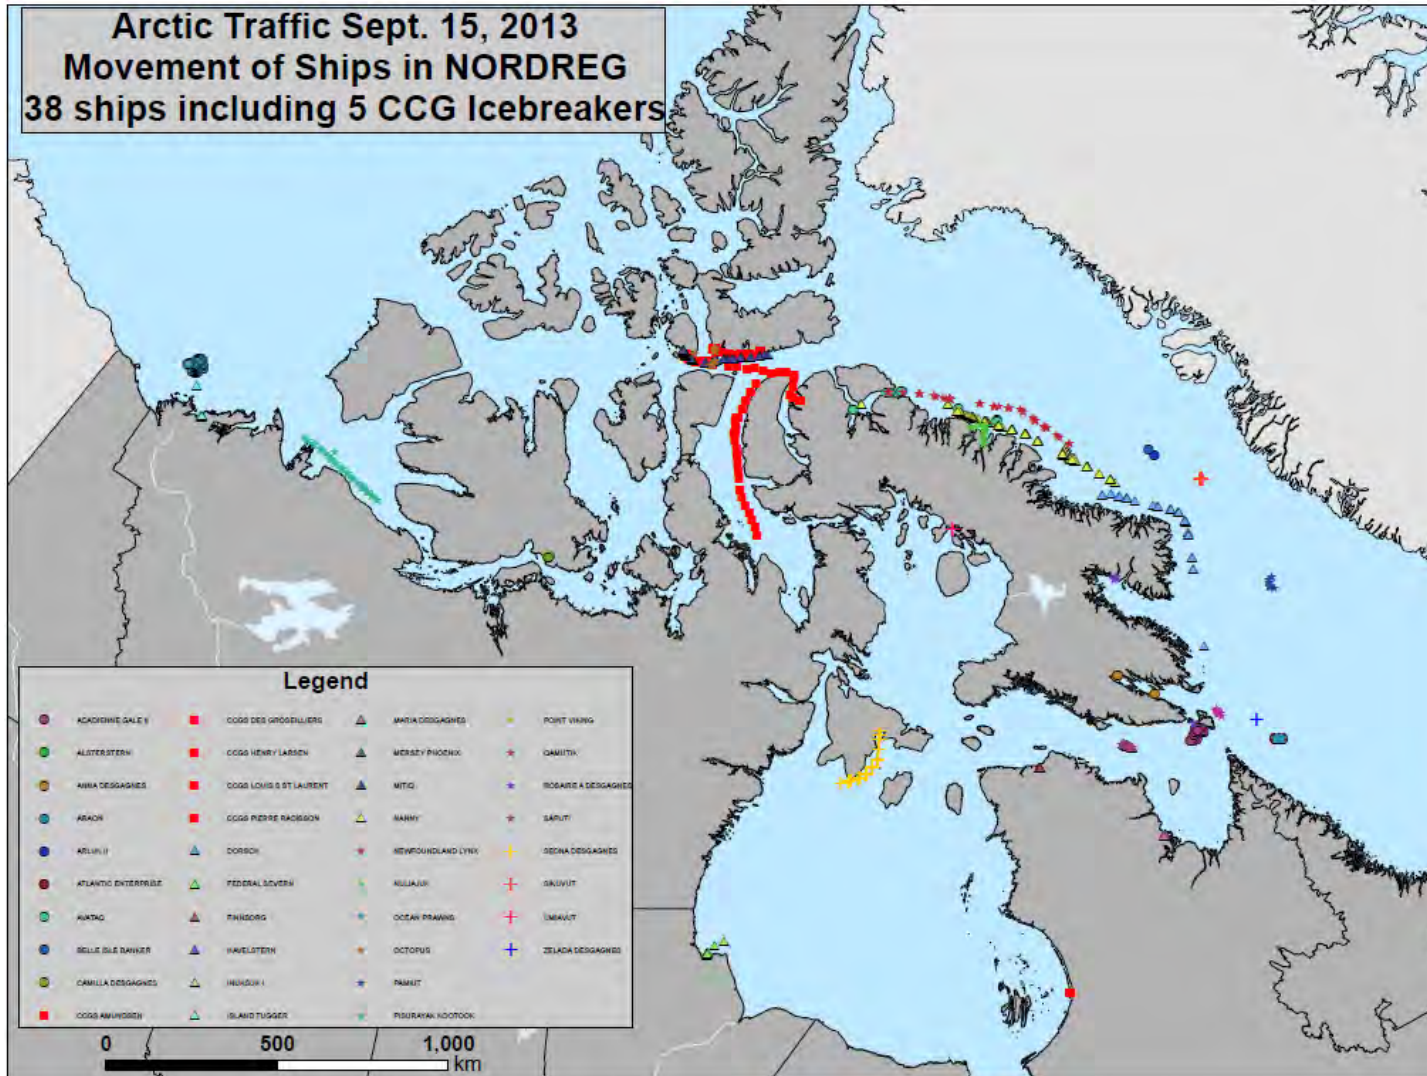 Arctic Traffic Sept. 15, 2013
Movement of Ships in NORDREG
38 ships including 5 CCG Icebreakers
Legend
ACADIENNE GALE II
ALSTERSTERN
ANNA DESGAGNES
ARAON
ARLUK II
ATLANTIC ENTERPRISE
AVATAQ
BELLE ISLE BANKER
CAMILLA DESGAGNES
CCGS AMUNDSEN
CCGS DES GROSEILLIERS
CCGS HENRY LARSEN
CCGS LOUIS S ST LAURENT
CCGS PIERRE RADISSON
DORSCH
FEDERAL SEVERN
FINNBORG
HAVELSTERN
INUKSUK I
ISLAND TUGGER
MARIA DESGAGNES
MERSEY PHOENIX
MITIQ
NANNY
NEWFOUNDLAND LYNX
NULIAJUK
OCEAN PRAWNS
OCTOPUS
PAMIUT
PISURAYAK KOOTOOK
POINT VIKING
QAMUTIK
ROSAIRE A DESGAGNES
SAPUTI
SEDNA DESGAGNES
UMIAVUT
ZELADA DESGAGNES
0 500 1,000
km